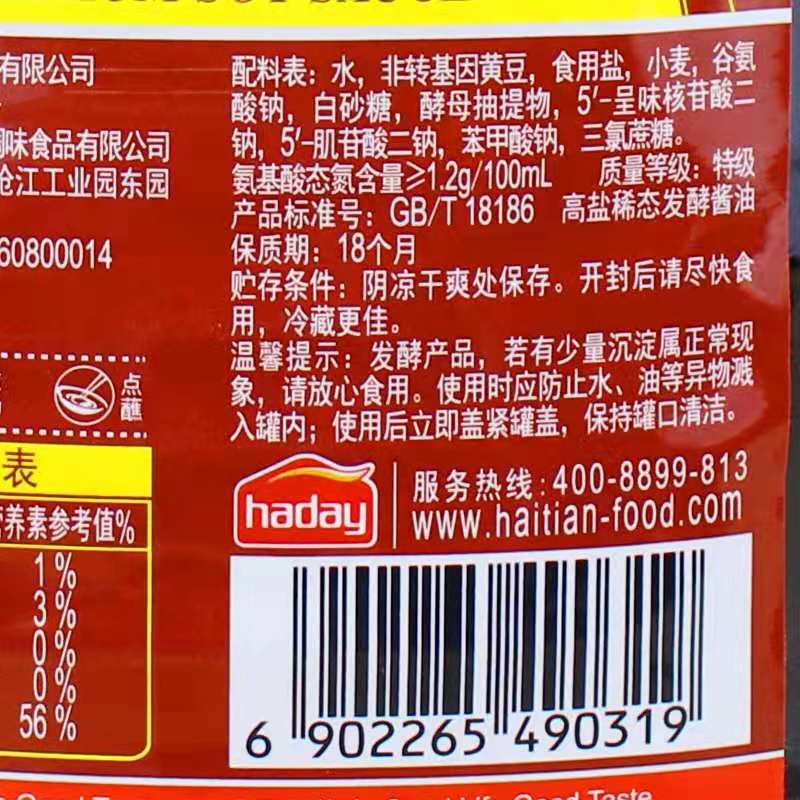 有限公司
味食品有限公司
沧江工业园东园
60800014
配料表：水，非转基因黄豆，食用盐，小麦，谷氨
酸钠，白砂糖，酵母抽提物，5′-呈味核苷酸二
钠，5′-肌苷酸二钠，苯甲酸钠，三氯蔗糖。
氨基酸态氮含量≥1.2g/100mL 质量等级：特级
产品标准号：GB/T 18186 高盐稀态发酵酱油
保质期：18个月
贮存条件：阴凉干爽处保存。开封后请尽快食
用，冷藏更佳。
温馨提示：发酵产品，若有少量沉淀属正常现
象，请放心食用。使用时应防止水、油等异物溅
入罐内；使用后立即盖紧罐盖，保持罐口清洁。
点
蘸
表
营养素参考值%
1%
3%
0%
0%
56%
haday
服务热线：400-8899-813
www.haitian-food.com
6 902265 490319
Good Taste